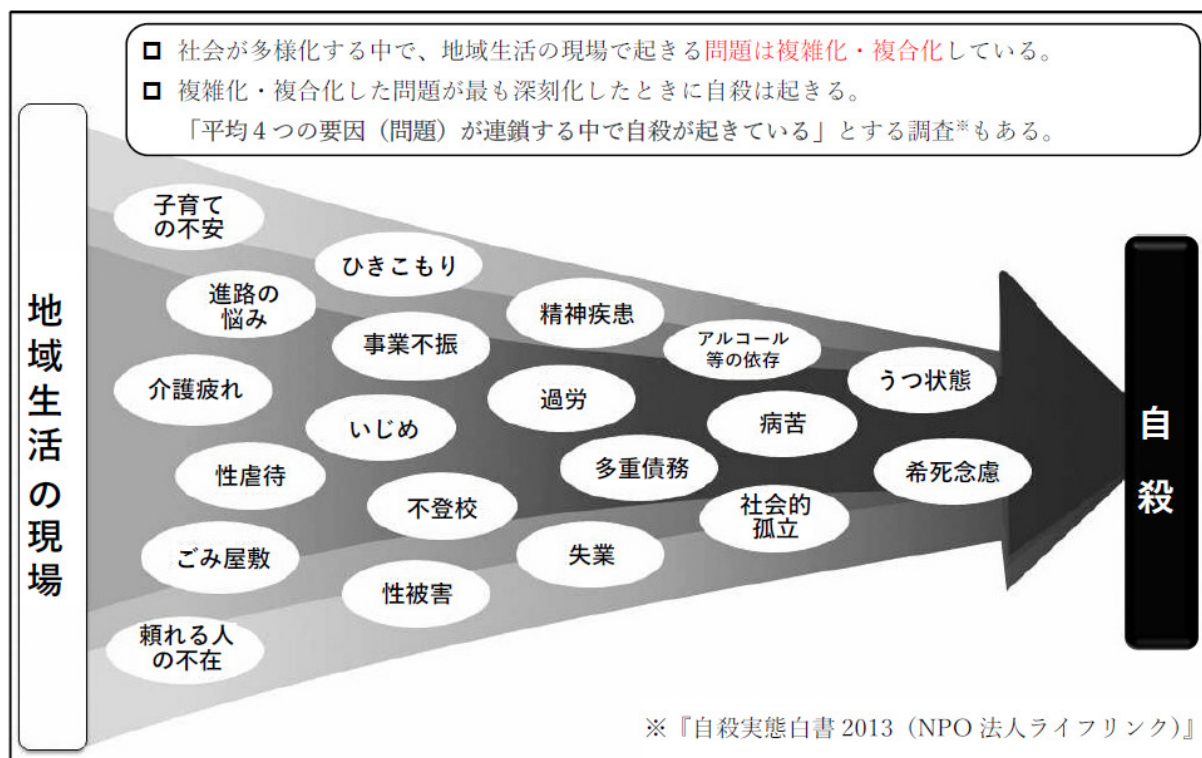 □ 社会が多様化する中で、地域生活の現場で起きる問題は複雑化・複合化している。
□ 複雑化・複合化した問題が最も深刻化したときに自殺は起きる。
「平均４つの要因（問題）が連鎖する中で自殺が起きている」とする調査※もある。
地域生活の現場
子育て
の不安
進路の
悩み
介護疲れ
性虐待
ごみ屋敷
頼れる人
の不在
ひきこもり
事業不振
いじめ
不登校
性被害
精神疾患
過労
多重債務
失業
アルコール
等の依存
病苦
社会的
孤立
うつ状態
希死念慮
自殺
※『自殺実態白書 2013（NPO 法人ライフリンク）』